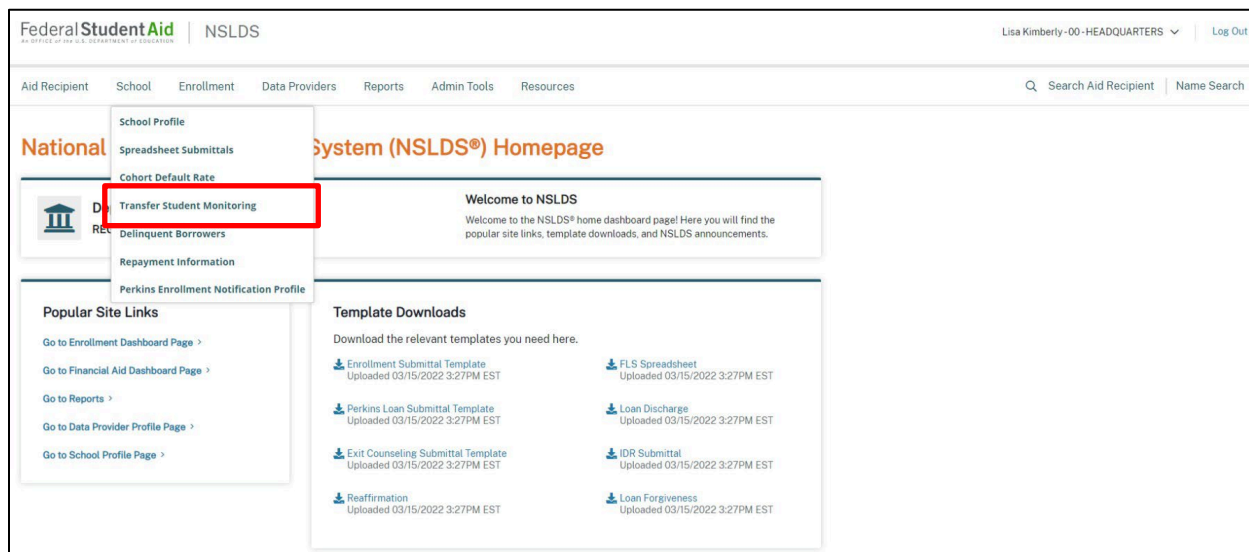 Federal Student Aid | NSLDS
An OFFICE of the U.S. DEPARTMENT of EDUCATION
Lisa Kimberly-00-HEADQUARTERS
Log Out
Aid Recipient School Enrollment Data Providers Reports Admin Tools Resources
Search Aid Recipient | Name Search
School Profile
Spreadsheet Submittals
Cohort Default Rate
Transfer Student Monitoring
Delinquent Borrowers
Repayment Information
Perkins Enrollment Notification Profile
National System (NSLDS®) Homepage
Welcome to NSLDS
Welcome to the NSLDS® home dashboard page! Here you will find the
popular site links, template downloads, and NSLDS announcements.
Popular Site Links
Go to Enrollment Dashboard Page >
Go to Financial Aid Dashboard Page >
Go to Reports >
Go to Data Provider Profile Page >
Go to School Profile Page >
Template Downloads
Download the relevant templates you need here.
Enrollment Submittal Template
Uploaded 03/15/2022 3:27PM EST
FLS Spreadsheet
Uploaded 03/15/2022 3:27PM EST
Perkins Loan Submittal Template
Uploaded 03/15/2022 3:27PM EST
Loan Discharge
Uploaded 03/15/2022 3:27PM EST
Exit Counseling Submittal Template
Uploaded 03/15/2022 3:27PM EST
IDR Submittal
Uploaded 03/15/2022 3:27PM EST
Reaffirmation
Uploaded 03/15/2022 3:27PM EST
Loan Forgiveness
Uploaded 03/15/2022 3:27PM EST